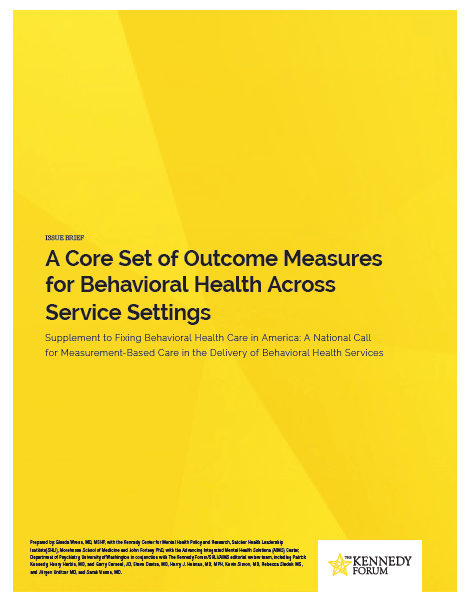 ISSUE BRIEF
A Core Set of Outcome Measures
for Behavioral Health Across
Service Settings
Supplement to Fixing Behavioral Health Care in America: A National Call
for Measurement-Based Care in the Delivery of Behavioral Health Services
Prepared by: Glenda Wrenn, MD, MSHP, with the Kennedy Center for Mental Health Policy and Research, Satcher Health Leadership
Institute(SHLI), Morehouse School of Medicine and John Fortney PhD, with the Advancing Integrated Mental Health Solutions (AIMS) Center,
Department of Psychiatry, University of Washington in conjunction with The Kennedy Forum/SHLI/AIMS editorial review team, including Patrick
Kennedy, Henry Harbin, MD, and Garry Carneal, JD, Steve Daviss, MD, Harry J. Heiman, MD, MPH, Kevin Simon, MD, Rebecca Sladek MS,
and Jürgen Unützer MD, and Sarah Vinson, MD.
THE KENNEDY
FORUM